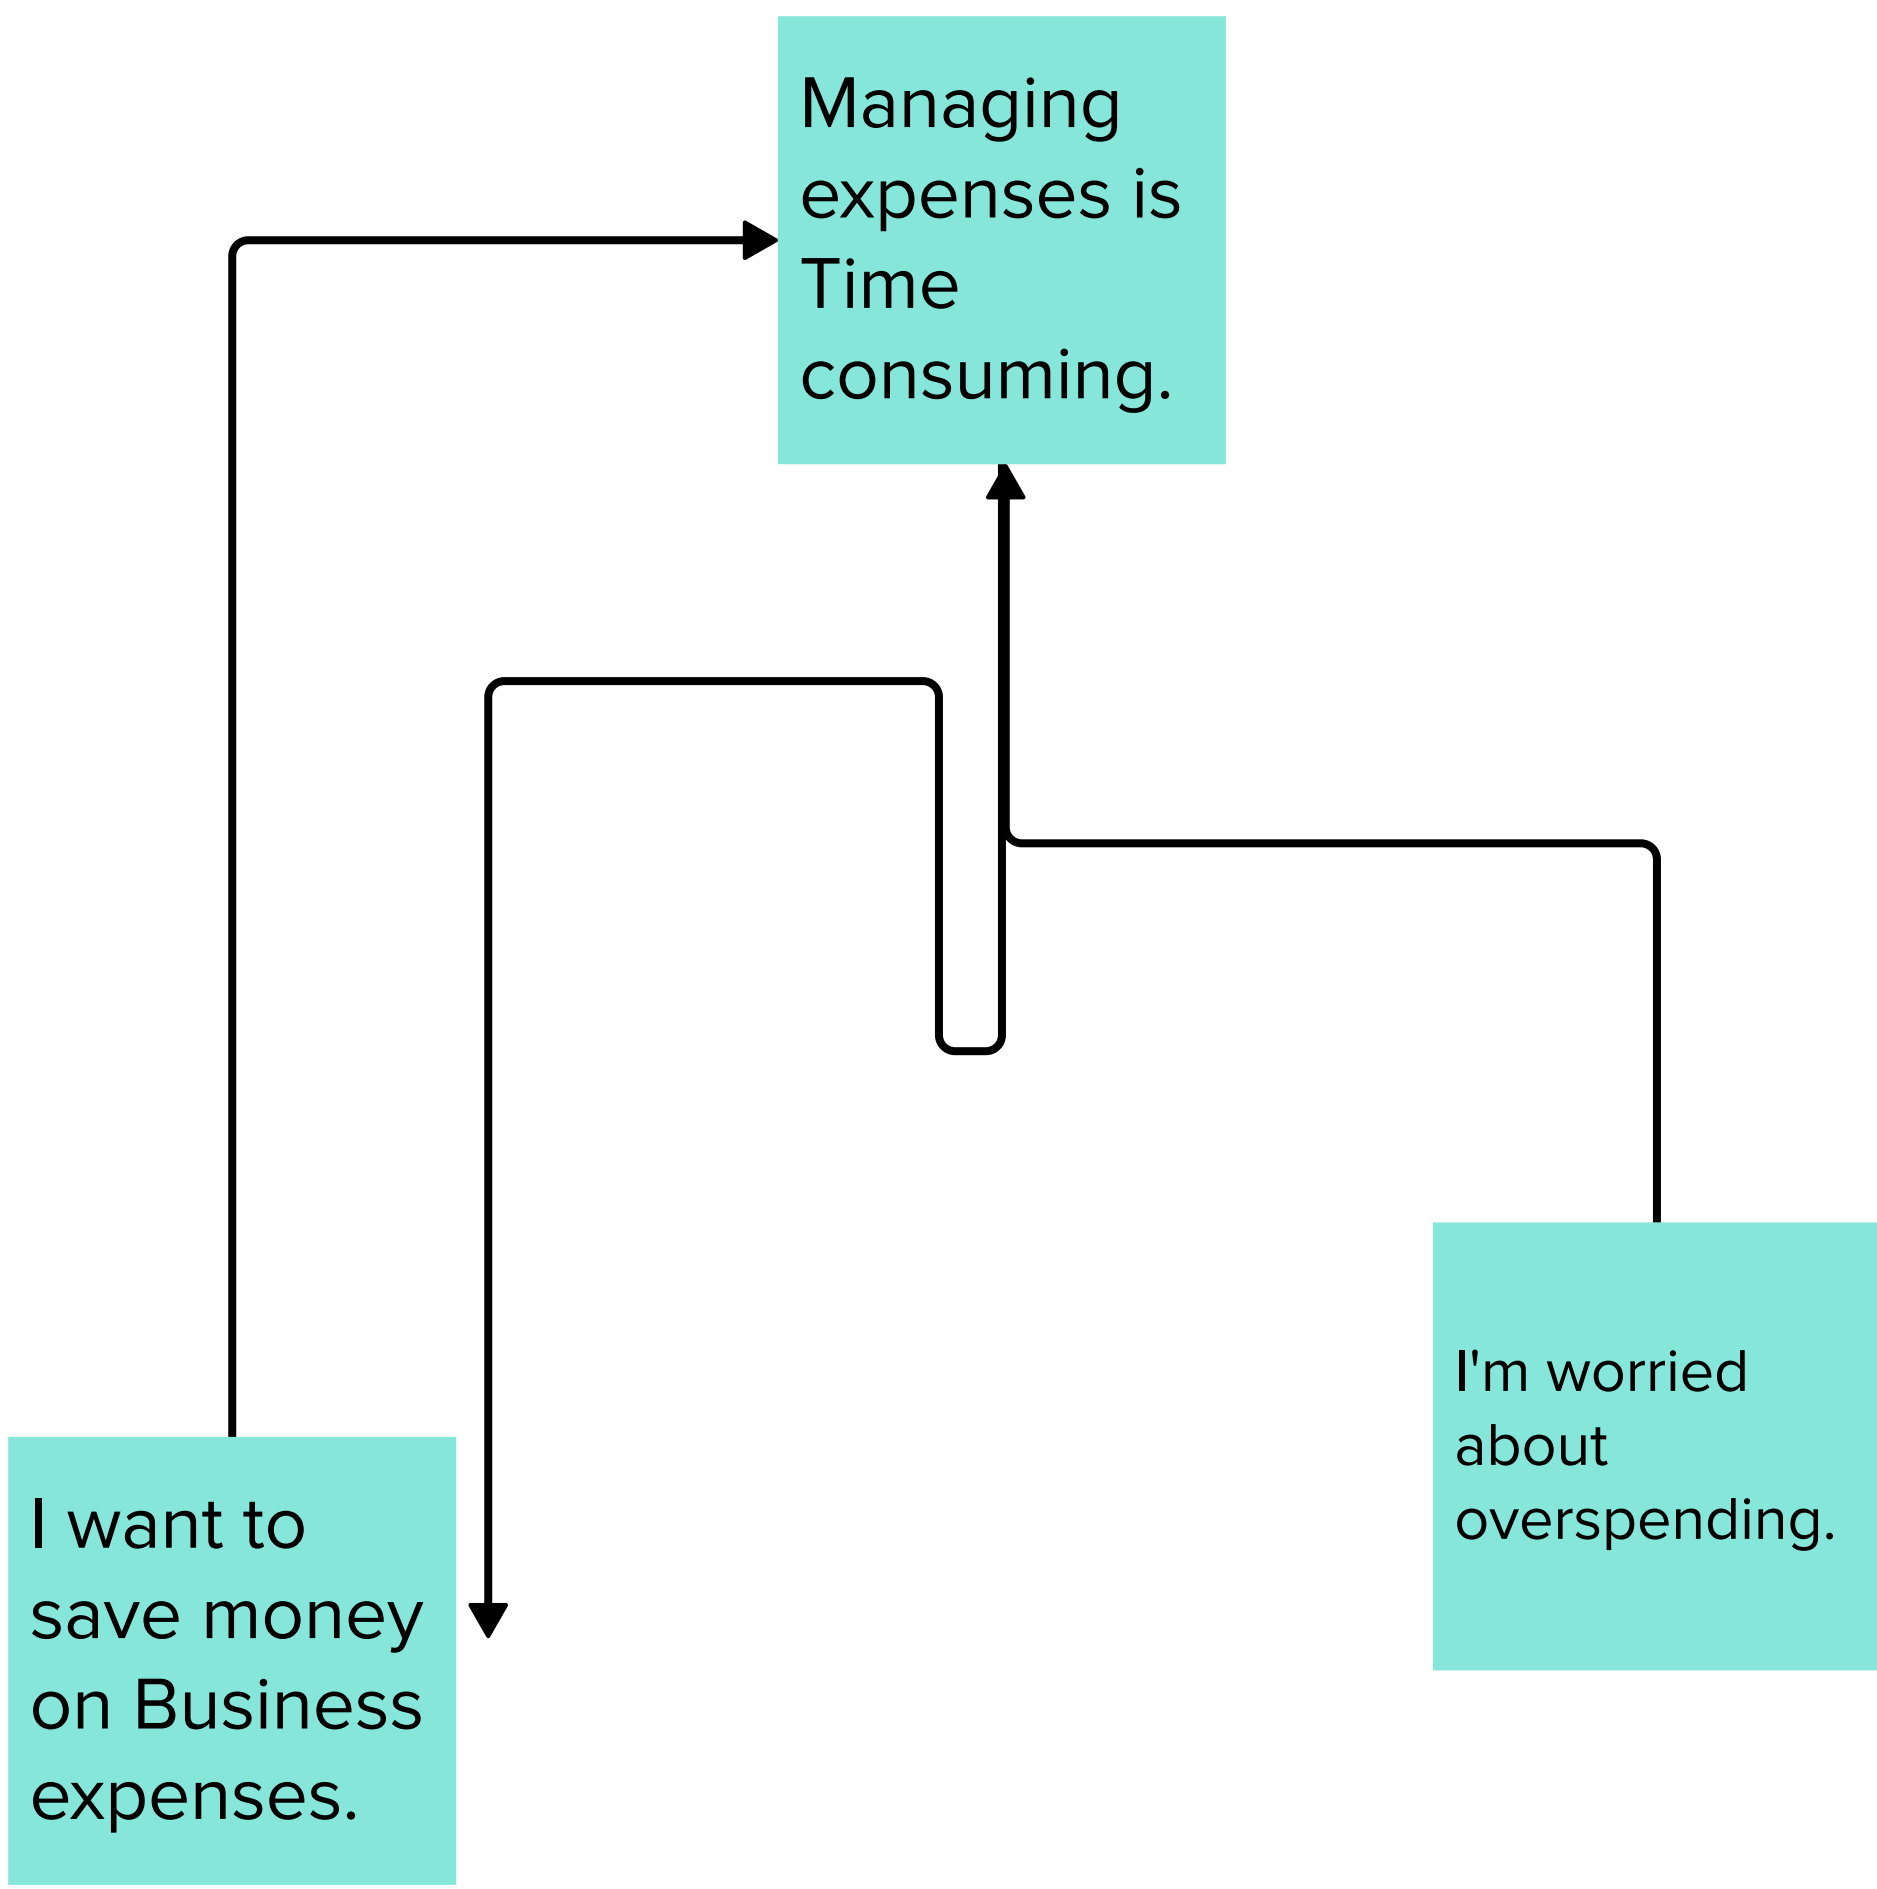 Managing
expenses is
Time
consuming.
I'm worried
about
overspending.
I want to
save money
on Business
expenses.